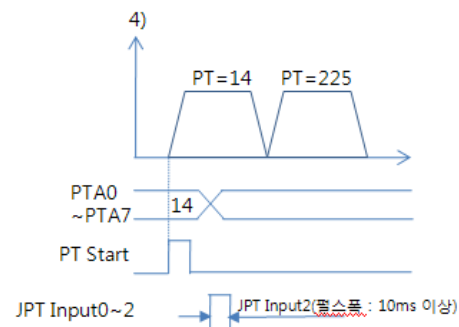 4)
PT=14 PT=225
PTA0
~PTA7
14
PT Start
JPT Input0~2
JPT Input2(펄스폭 : 10ms 이상)